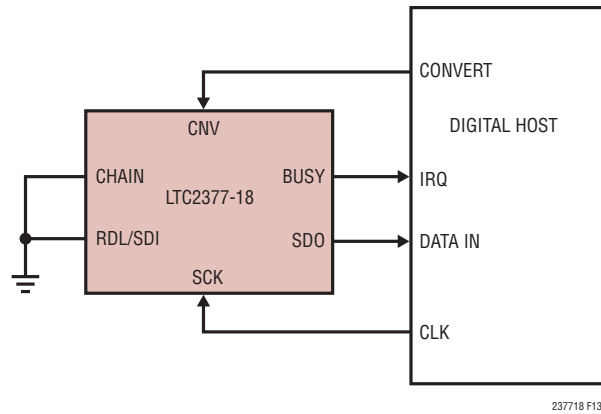 CONVERT
CNV
DIGITAL HOST
CHAIN
BUSY
IRQ
LTC2377-18
RDL/SDI
SDO
DATA IN
SCK
CLK
237718 F13